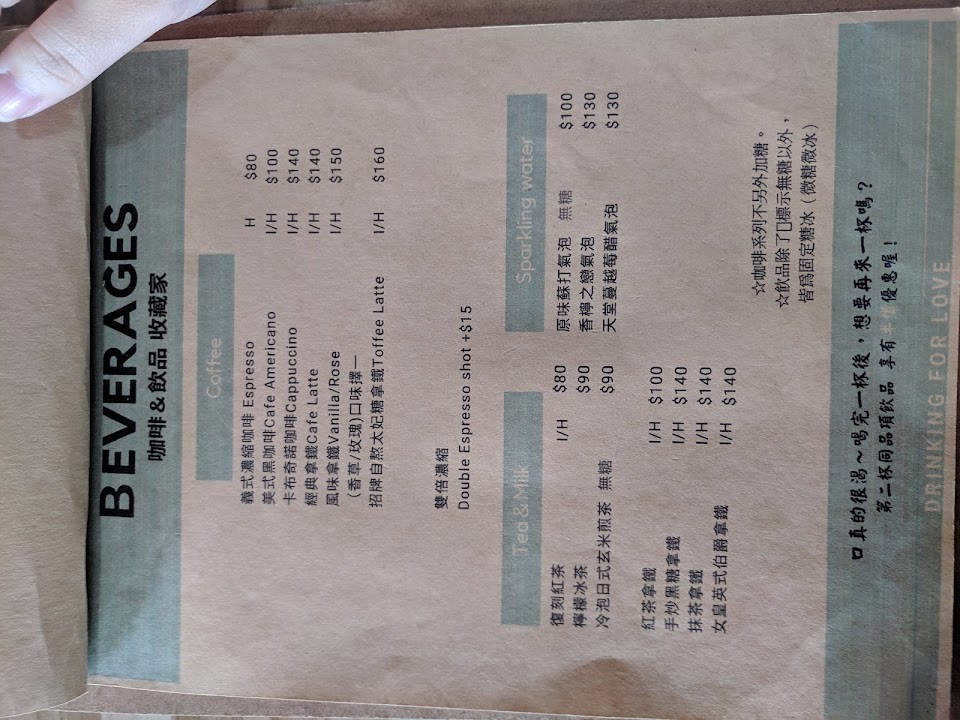 BEVERAGES
咖啡&飲品 收藏家
Coffee
義式濃縮咖啡 Espresso H $80
美式黑咖啡Cafe Americano I/H $100
卡布奇諾咖啡Cappuccino I/H $140
經典拿鐵Cafe Latte I/H $140
風味拿鐵Vanilla/Rose I/H $150
（香草/玫瑰)口味擇一
招牌自熬太妃糖拿鐵Toffee Latte I/H $160
雙倍濃縮
Double Espresso shot +$15
Tea&Milk
復刻紅茶 I/H $80
檸檬冰茶 $90
冷泡日式玄米煎茶 無糖 $90
紅茶拿鐵 I/H $100
手炒黑糖拿鐵 I/H $140
抹茶拿鐵 I/H $140
女皇英式伯爵拿鐵 I/H $140
Sparkling water
原味蘇打氣泡 無糖 $100
香檸之戀氣泡 $130
天堂蔓越莓醋氣泡 $130
☆咖啡系列不另外加糖。
☆飲品除了標示無糖以外，
皆為固定糖冰（微糖微冰）
口真的很渴～喝完一杯後，想要再來一杯嗎？
第二杯同品項飲品 享有半價優惠喔！
DRINKING FOR LOVE